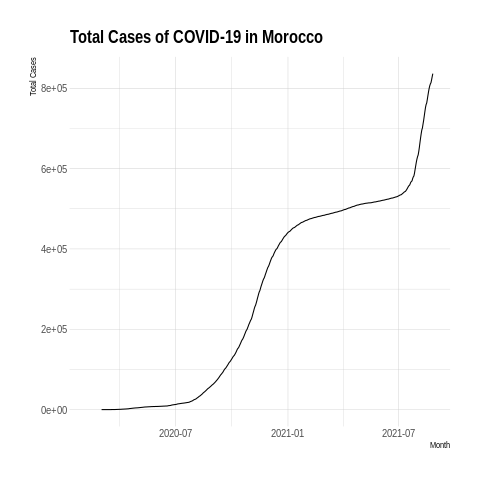 Total Cases of COVID-19 in Morocco
Total Cases
8e+05
6e+05
4e+05
2e+05
0e+00
2020-07 2021-01 2021-07
Month